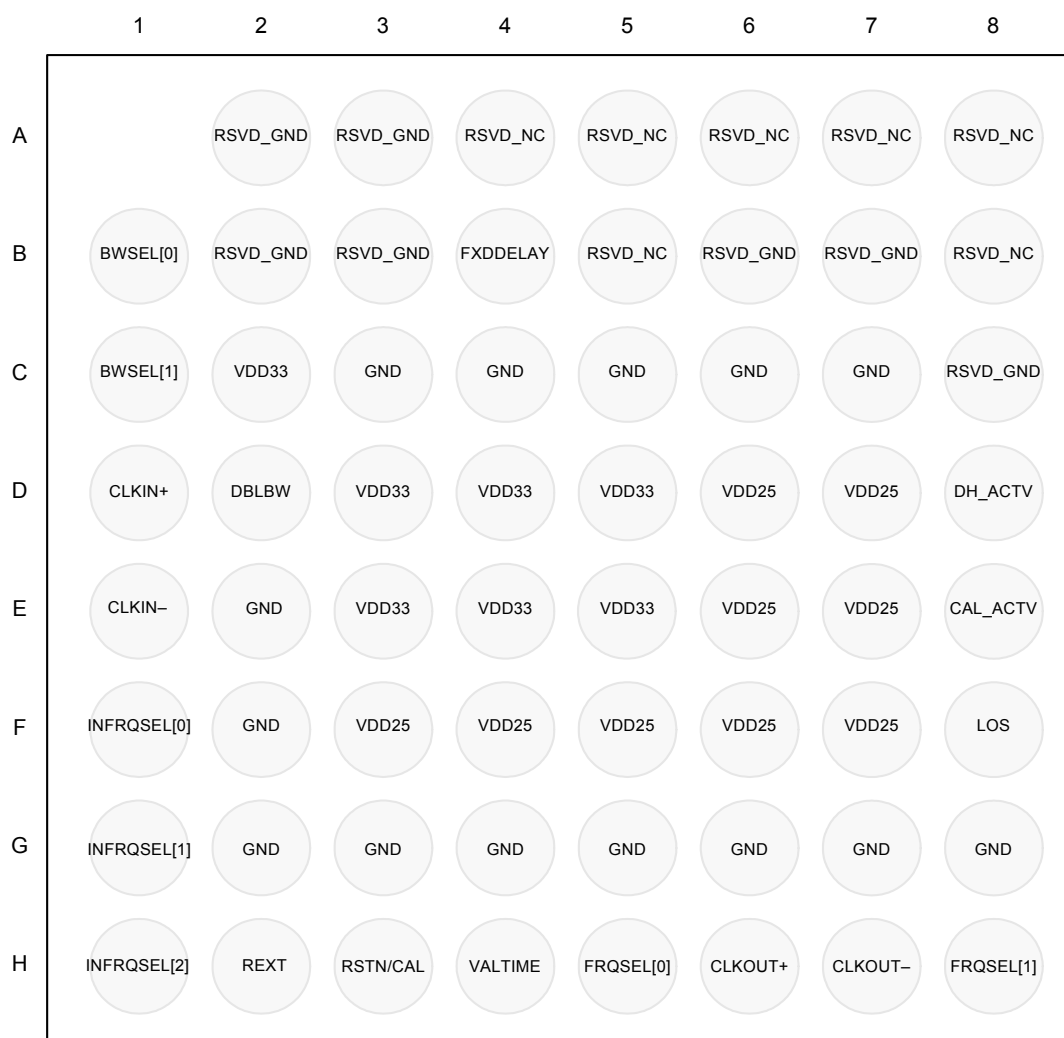 1 2 3 4 5 6 7 8
A RSVD_GND RSVD_GND RSVD_NC RSVD_NC RSVD_NC RSVD_NC RSVD_NC
B BWSEL[0] RSVD_GND RSVD_GND FXDDELAY RSVD_NC RSVD_GND RSVD_GND RSVD_NC
C BWSEL[1] VDD33 GND GND GND GND GND RSVD_GND
D CLKIN+ DBLBW VDD33 VDD33 VDD33 VDD25 VDD25 DH_ACTV
E CLKIN– GND VDD33 VDD33 VDD33 VDD25 VDD25 CAL_ACTV
F INFRQSEL[0] GND VDD25 VDD25 VDD25 VDD25 VDD25 LOS
G INFRQSEL[1] GND GND GND GND GND GND GND
H INFRQSEL[2] REXT RSTN/CAL VALTIME FRQSEL[0] CLKOUT+ CLKOUT– FRQSEL[1]